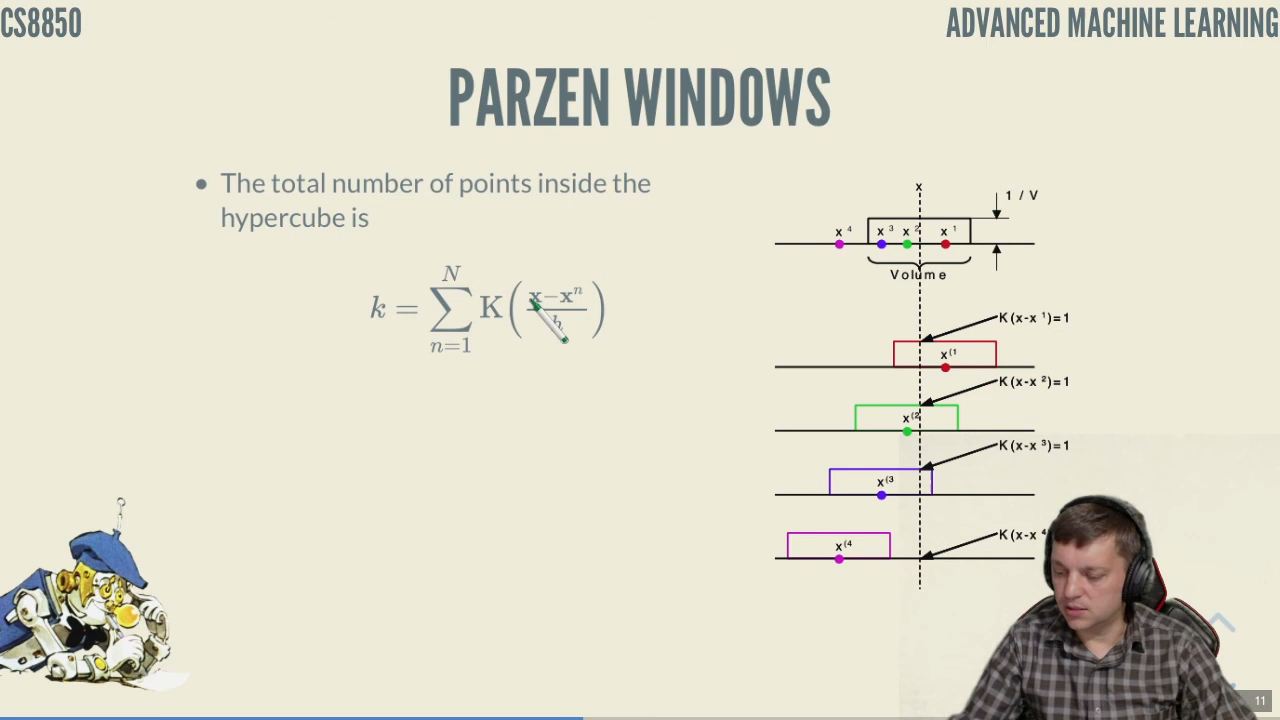 CS8850
ADVANCED MACHINE LEARNING
PARZEN WINDOWS
• The total number of points inside the
hypercube is
k = ∑_{n=1}^{N} K((x−x^n)/h)
x
1 / V
x 4 x 3 x 2 x 1
Volume
K(x-x 1)=1
x(1
K(x-x 2)=1
x(2
K(x-x 3)=1
x(3
K(x-x 4
x(4
11